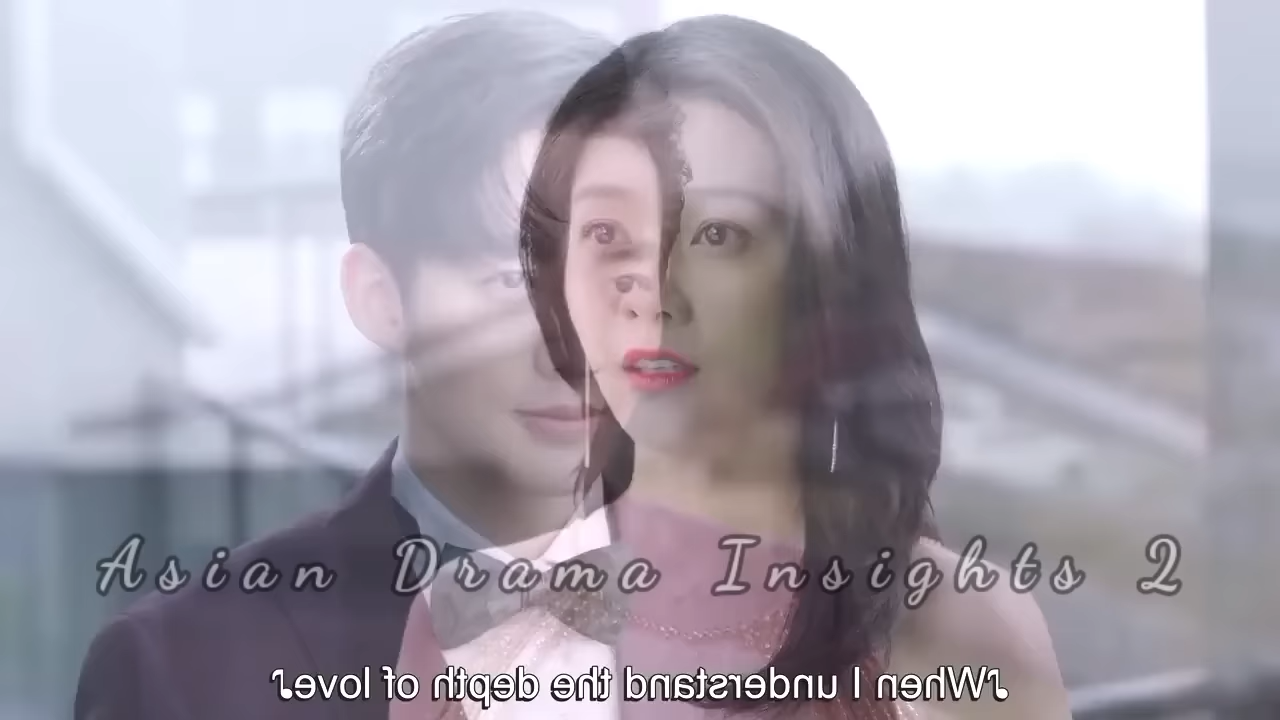 Asian Drama Insights 2
♪When I understand the depth of love♪